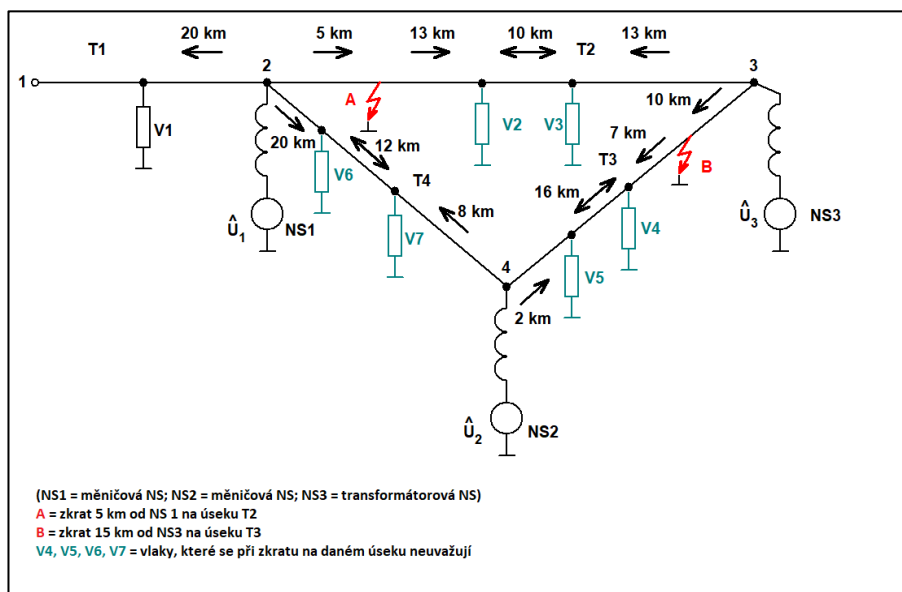 T1 20 km 5 km 13 km 10 km T2 13 km
1 2 3
A 10 km
V1 V2 V3 7 km
20 km 12 km T3 B
V6 T4 16 km
Û1 NS1 V7 8 km V4 Û3 NS3
4 V5
2 km
Û2 NS2
(NS1 = měničová NS; NS2 = měničová NS; NS3 = transformátorová NS)
A = zkrat 5 km od NS 1 na úseku T2
B = zkrat 15 km od NS3 na úseku T3
V4, V5, V6, V7 = vlaky, které se při zkratu na daném úseku neuvažují